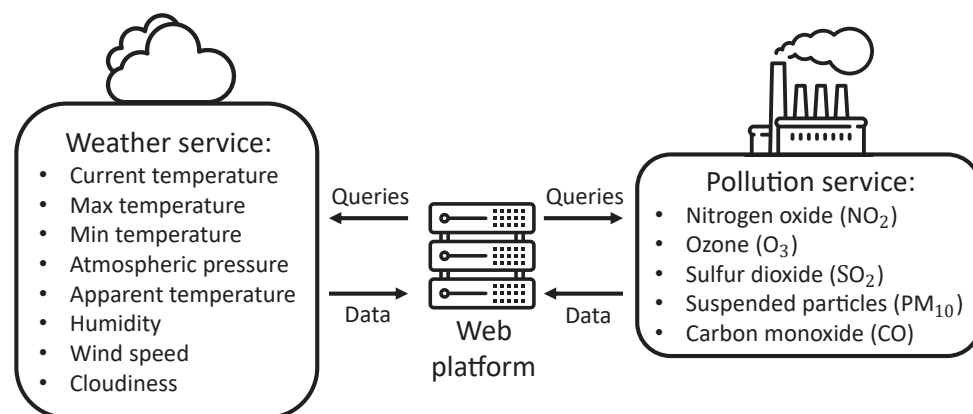 Weather service:
• Current temperature
• Max temperature
• Min temperature
• Atmospheric pressure
• Apparent temperature
• Humidity
• Wind speed
• Cloudiness
Queries
Data
Web
platform
Queries
Data
Pollution service:
• Nitrogen oxide (NO₂)
• Ozone (O₃)
• Sulfur dioxide (SO₂)
• Suspended particles (PM₁₀)
• Carbon monoxide (CO)